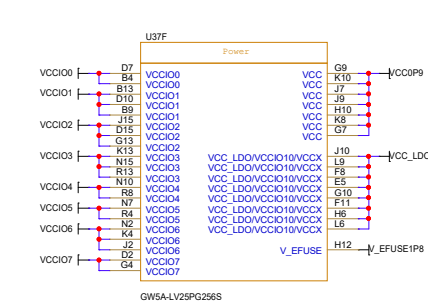 U37F
Power
VCCIO0 D7 VCCIO0 VCC G9 VCC0P9
B4 VCCIO0 VCC K10
VCCIO1 B13 VCCIO1 VCC J7
D10 VCCIO1 VCC J9
B9 VCCIO1 VCC H10
VCCIO2 J15 VCCIO2 VCC K8
D15 VCCIO2 VCC G7
G13 VCCIO2
VCCIO3 K13 VCCIO3 VCC_LDO/VCCIO10/VCCX J10 VCC_LDO
N15 VCCIO3 VCC_LDO/VCCIO10/VCCX L9
R13 VCCIO3 VCC_LDO/VCCIO10/VCCX F8
VCCIO4 N10 VCCIO4 VCC_LDO/VCCIO10/VCCX E5
R8 VCCIO4 VCC_LDO/VCCIO10/VCCX G10
VCCIO5 N7 VCCIO5 VCC_LDO/VCCIO10/VCCX F11
R4 VCCIO5 VCC_LDO/VCCIO10/VCCX H6
VCCIO6 N2 VCCIO6 VCC_LDO/VCCIO10/VCCX L6
K4 VCCIO6
J2 VCCIO6 V_EFUSE H12 V_EFUSE1P8
VCCIO7 D2 VCCIO7
G4 VCCIO7
GW5A-LV25PG256S